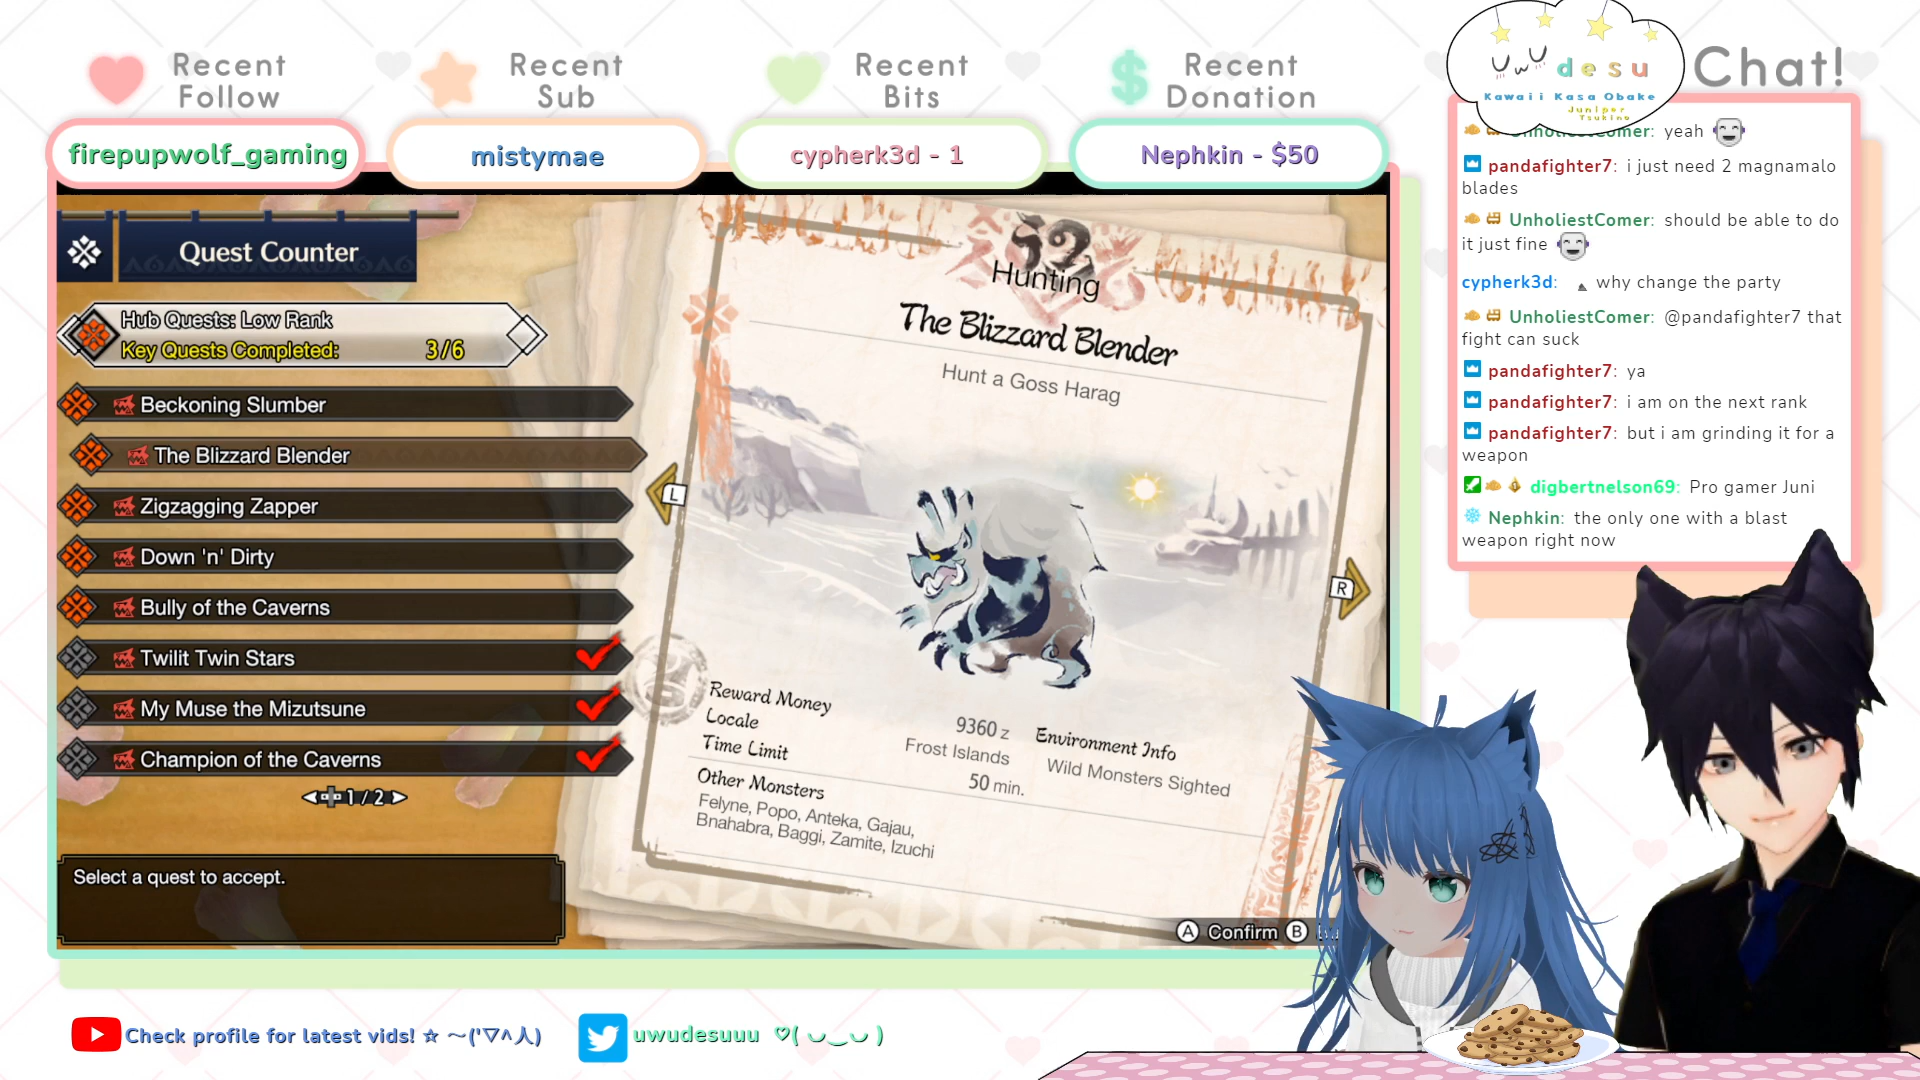 Recent Follow
Recent Sub
Recent Bits
Recent Donation
firepupwolf_gaming
mistymae
cypherk3d - 1
Nephkin - $50
UwU desu
Kawaii Kasa Obake
Juniper Tsukino
Chat!
Quest Counter
Hub Quests: Low Rank
Key Quests Completed: 3/6
Beckoning Slumber
The Blizzard Blender
Zigzagging Zapper
Down 'n' Dirty
Bully of the Caverns
Twilit Twin Stars
My Muse the Mizutsune
Champion of the Caverns
1/2
Select a quest to accept.
Hunting
The Blizzard Blender
Hunt a Goss Harag
L
R
Reward Money 9360 z
Locale Frost Islands
Time Limit 50 min.
Environment Info
Wild Monsters Sighted
Other Monsters
Felyne, Popo, Anteka, Gajau,
Bnahabra, Baggi, Zamite, Izuchi
A Confirm B
UnholiestComer: yeah
pandafighter7: i just need 2 magnamalo
blades
UnholiestComer: should be able to do
it just fine
cypherk3d: why change the party
UnholiestComer: @pandafighter7 that
fight can suck
pandafighter7: ya
pandafighter7: i am on the next rank
pandafighter7: but i am grinding it for a
weapon
digbertnelson69: Pro gamer Juni
Nephkin: the only one with a blast
weapon right now
Check profile for latest vids! ☆ ～('▽^人)
uwudesuuu ♡( ◡‿◡ )